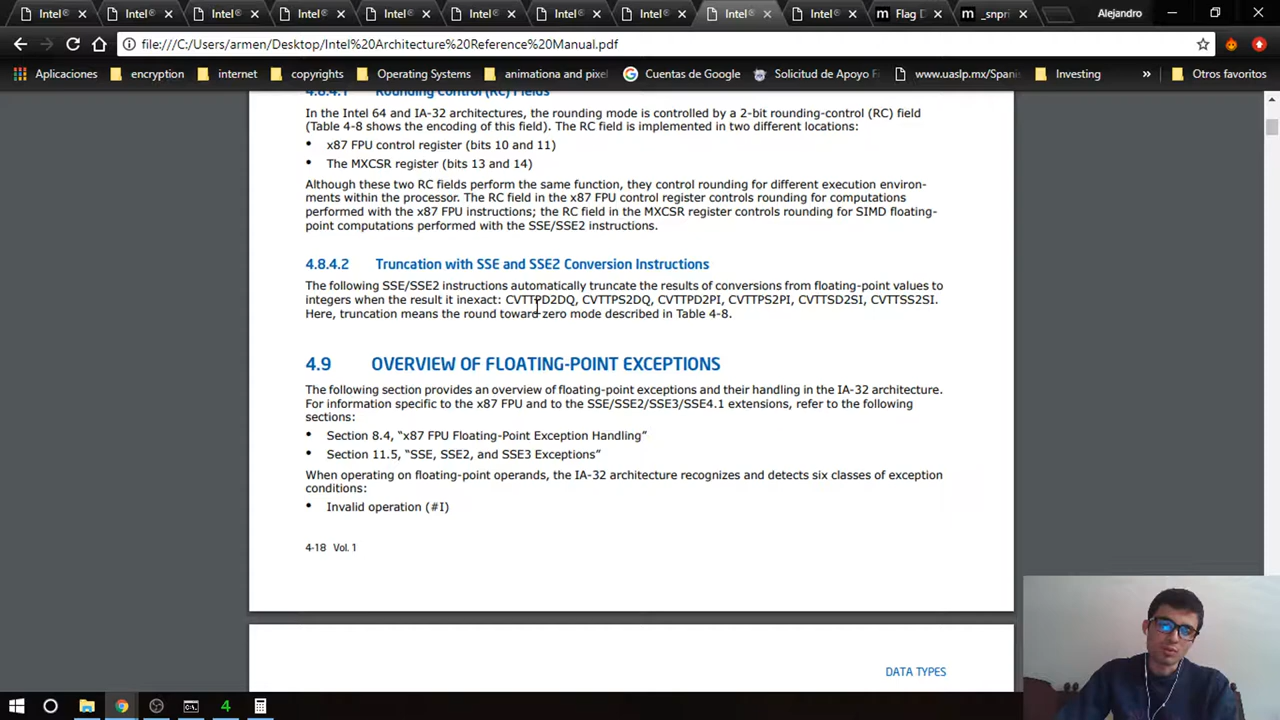 Intel® Intel® Intel® Intel® Intel® Intel® Intel® Intel® Intel® Intel® Flag D _snpri Alejandro
file:///C:/Users/armen/Desktop/Intel%20Architecture%20Reference%20Manual.pdf
Aplicaciones encryption internet copyrights Operating Systems animationa and pixel Cuentas de Google Solicitud de Apoyo F www.uaslp.mx/Spanis Investing » Otros favoritos
4.8.4.1 Rounding Control (RC) Fields
In the Intel 64 and IA-32 architectures, the rounding mode is controlled by a 2-bit rounding-control (RC) field
(Table 4-8 shows the encoding of this field). The RC field is implemented in two different locations:
• x87 FPU control register (bits 10 and 11)
• The MXCSR register (bits 13 and 14)
Although these two RC fields perform the same function, they control rounding for different execution environ-
ments within the processor. The RC field in the x87 FPU control register controls rounding for computations
performed with the x87 FPU instructions; the RC field in the MXCSR register controls rounding for SIMD floating-
point computations performed with the SSE/SSE2 instructions.
4.8.4.2 Truncation with SSE and SSE2 Conversion Instructions
The following SSE/SSE2 instructions automatically truncate the results of conversions from floating-point values to
integers when the result it inexact: CVTTPD2DQ, CVTTPS2DQ, CVTTPD2PI, CVTTPS2PI, CVTTSD2SI, CVTTSS2SI.
Here, truncation means the round toward zero mode described in Table 4-8.
4.9 OVERVIEW OF FLOATING-POINT EXCEPTIONS
The following section provides an overview of floating-point exceptions and their handling in the IA-32 architecture.
For information specific to the x87 FPU and to the SSE/SSE2/SSE3/SSE4.1 extensions, refer to the following
sections:
• Section 8.4, “x87 FPU Floating-Point Exception Handling”
• Section 11.5, “SSE, SSE2, and SSE3 Exceptions”
When operating on floating-point operands, the IA-32 architecture recognizes and detects six classes of exception
conditions:
• Invalid operation (#I)
4-18 Vol. 1
DATA TYPES